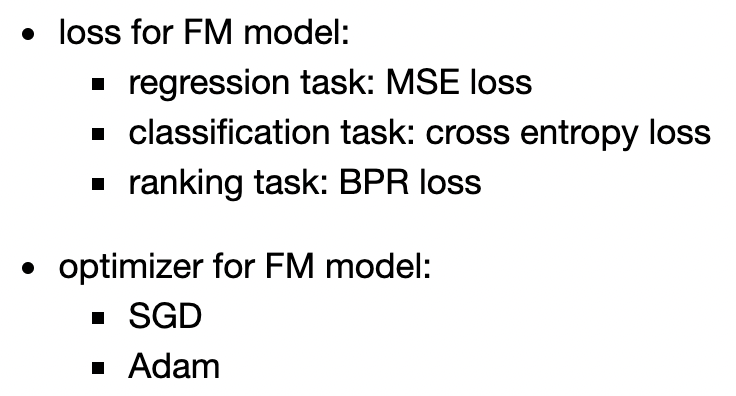 • loss for FM model:
▪ regression task: MSE loss
▪ classification task: cross entropy loss
▪ ranking task: BPR loss
• optimizer for FM model:
▪ SGD
▪ Adam